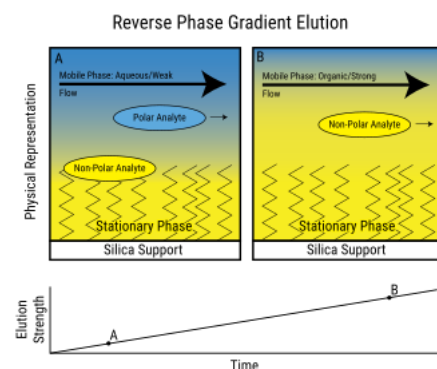 Reverse Phase Gradient Elution
Physical Representation
A
Mobile Phase: Aqueous/Weak
Flow
Polar Analyte
Non-Polar Analyte
Stationary Phase
Silica Support
B
Mobile Phase: Organic/Strong
Flow
Non-Polar Analyte
Stationary Phase
Silica Support
Elution
Strength
A
B
Time